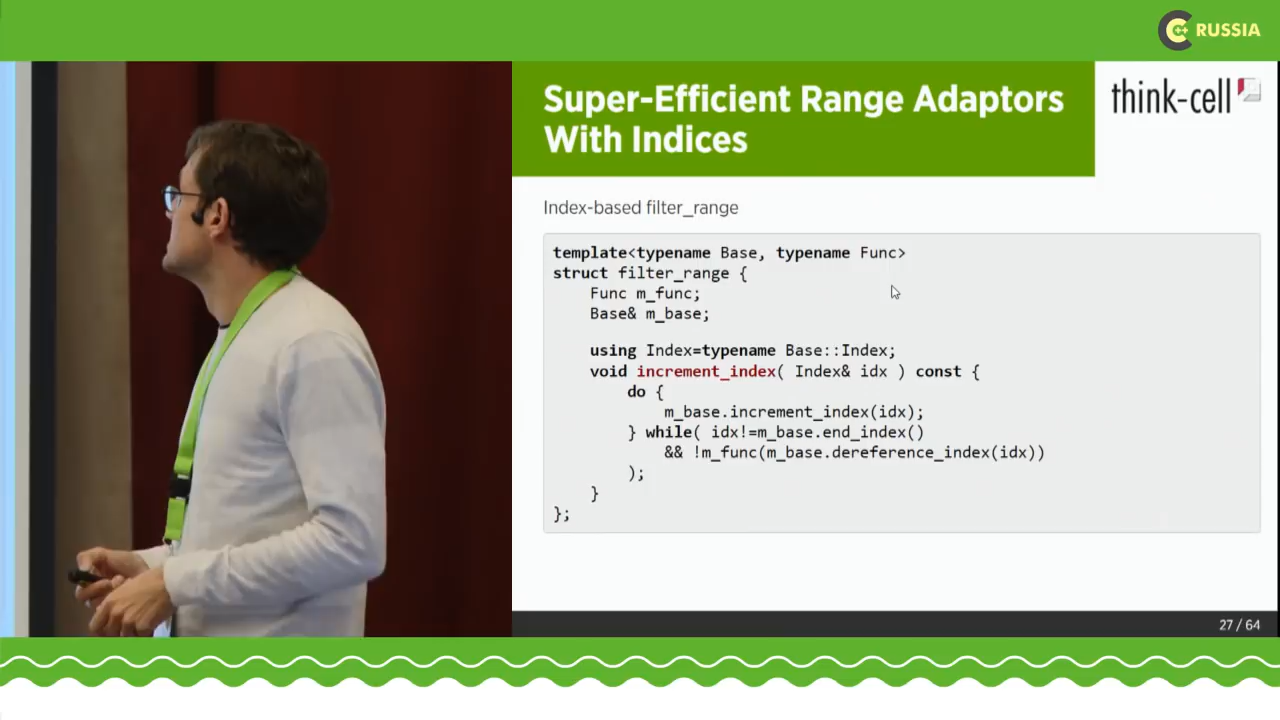 C++ RUSSIA
Super-Efficient Range Adaptors
With Indices
think-cell
Index-based filter_range
template<typename Base, typename Func>
struct filter_range {
    Func m_func;
    Base& m_base;
    using Index=typename Base::Index;
    void increment_index( Index& idx ) const {
        do {
            m_base.increment_index(idx);
        } while( idx!=m_base.end_index()
            && !m_func(m_base.dereference_index(idx))
        );
    }
};
27 / 64